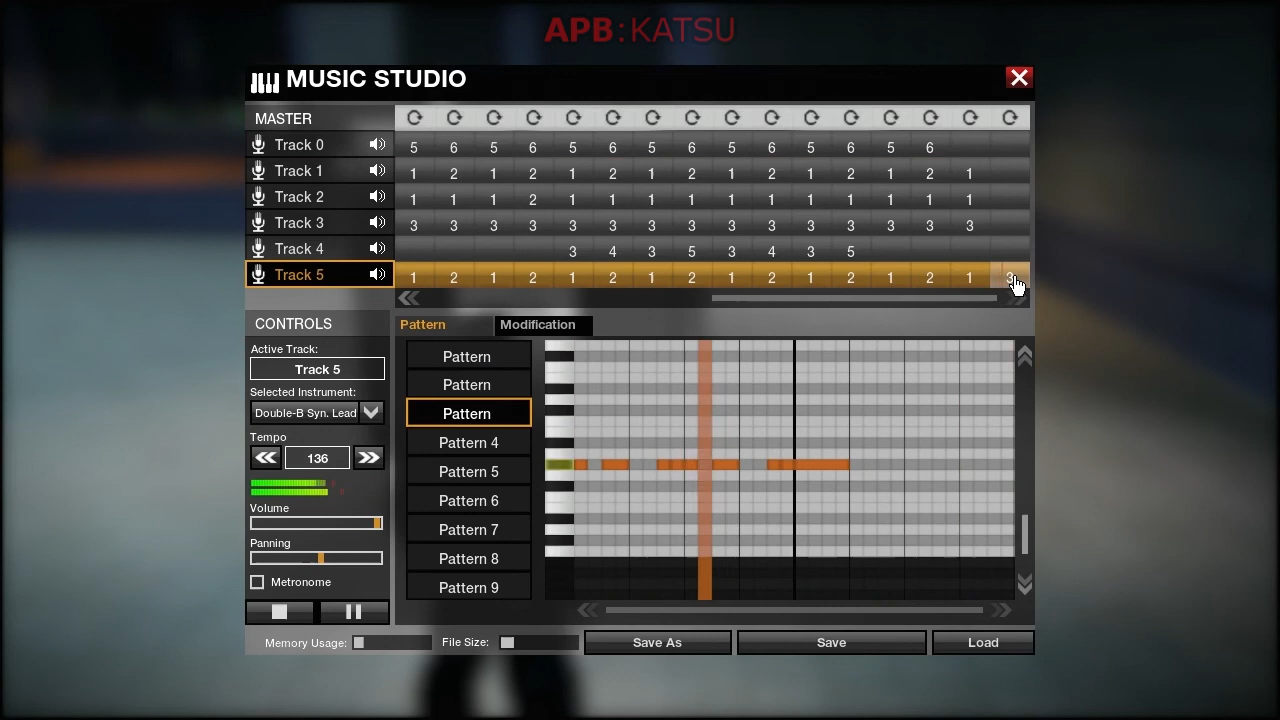 APB:KATSU
MUSIC STUDIO
MASTER
Track 0 5 6 5 6 5 6 5 6 5 6 5 6 5 6
Track 1 1 2 1 2 1 2 1 2 1 2 1 2 1 2 1
Track 2 1 1 1 2 1 1 1 1 1 1 1 1 1 1 1
Track 3 3 3 3 3 3 3 3 3 3 3 3 3 3 3 3
Track 4 3 4 3 5 3 4 3 5
Track 5 1 2 1 2 1 2 1 2 1 2 1 2 1 2 1 3
CONTROLS
Pattern Modification
Active Track:
Track 5
Selected Instrument:
Double-B Syn. Lead
Tempo
136
Volume
Panning
Metronome
Pattern
Pattern
Pattern
Pattern 4
Pattern 5
Pattern 6
Pattern 7
Pattern 8
Pattern 9
Memory Usage: File Size: Save As Save Load